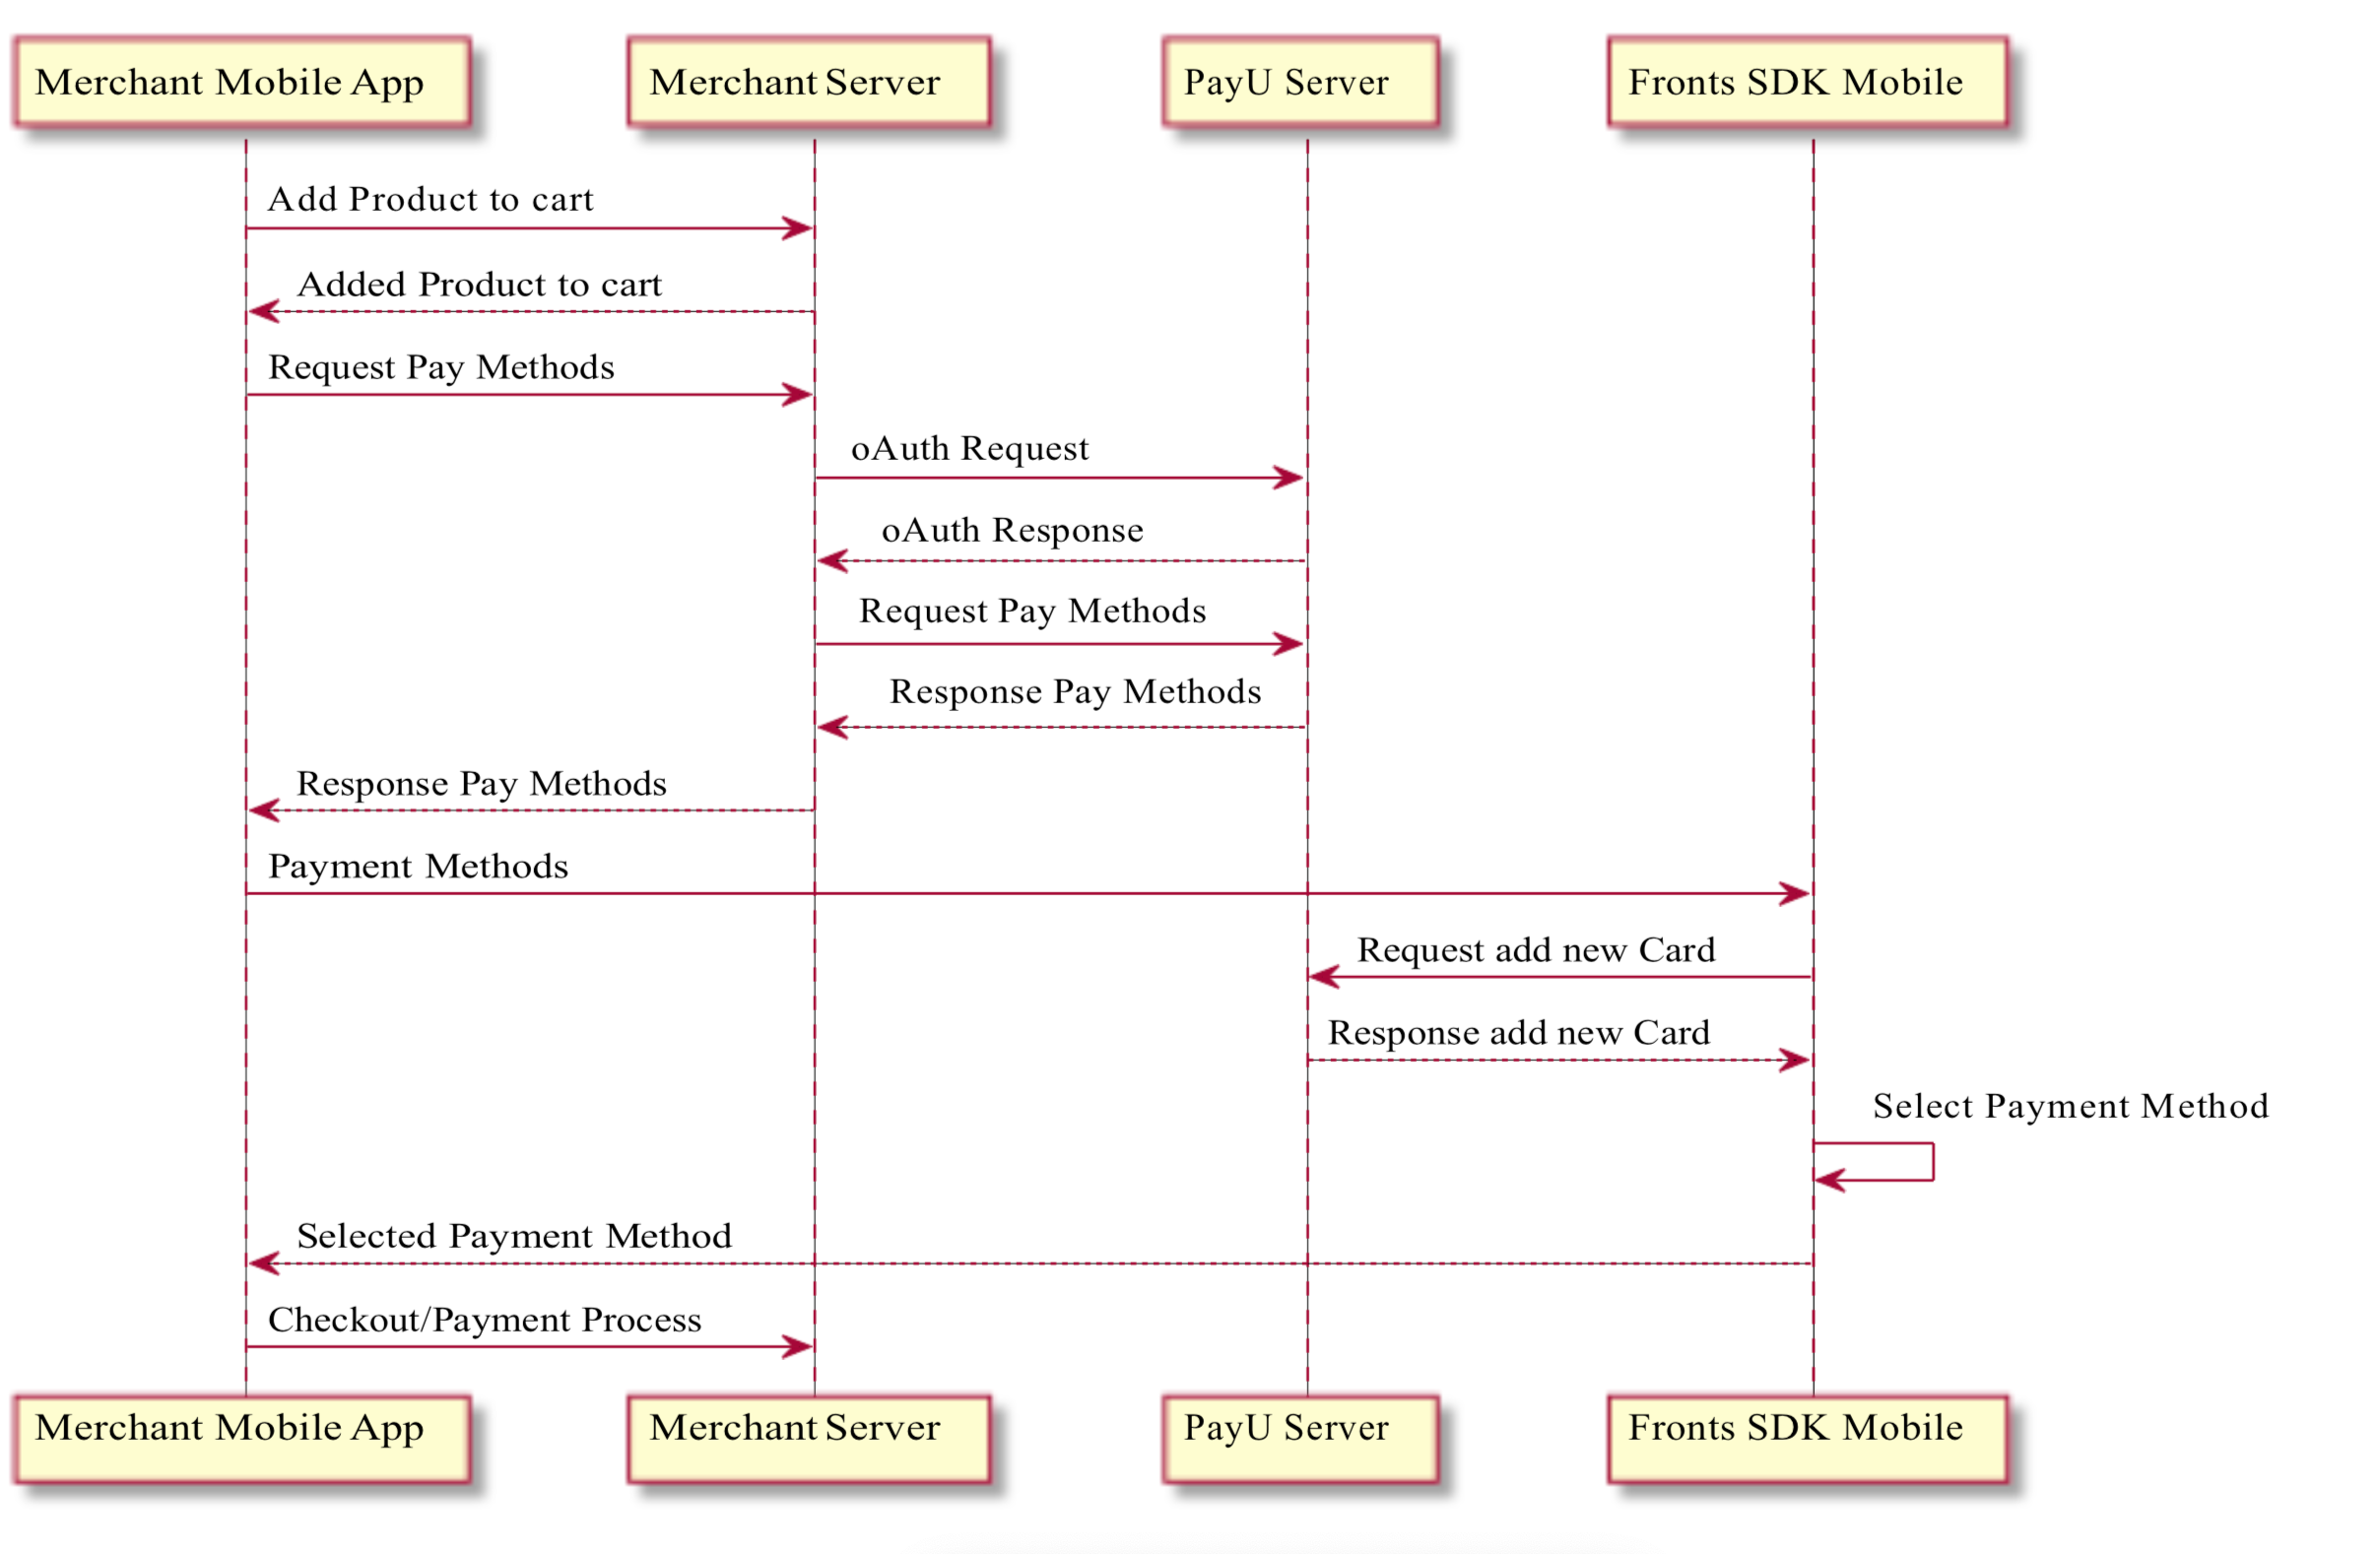 Merchant Mobile App
Merchant Server
PayU Server
Fronts SDK Mobile
Add Product to cart
Added Product to cart
Request Pay Methods
oAuth Request
oAuth Response
Request Pay Methods
Response Pay Methods
Response Pay Methods
Payment Methods
Request add new Card
Response add new Card
Select Payment Method
Selected Payment Method
Checkout/Payment Process
Merchant Mobile App
Merchant Server
PayU Server
Fronts SDK Mobile